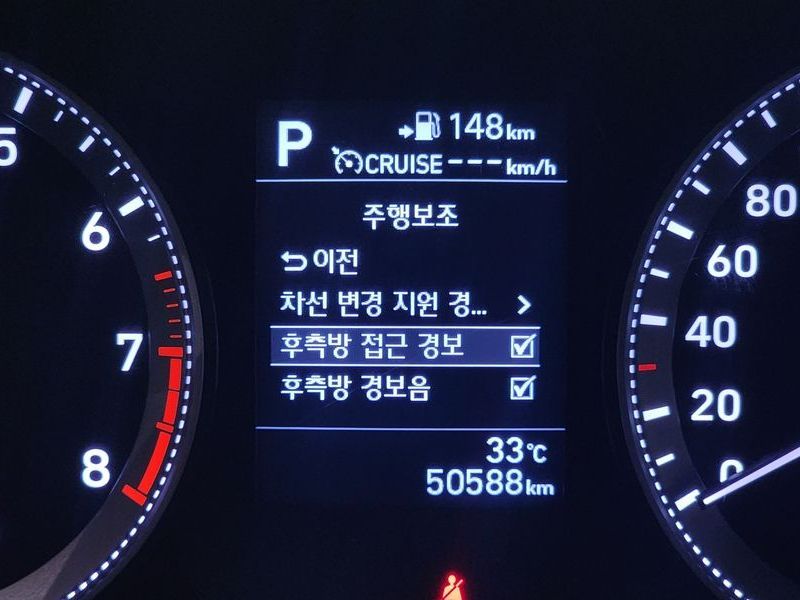 P
148km
CRUISE---km/h
주행보조
이전
차선 변경 지원 경...
후측방 접근 경보
후측방 경보음
33℃
50588km
5
6
7
8
80
60
40
20
0